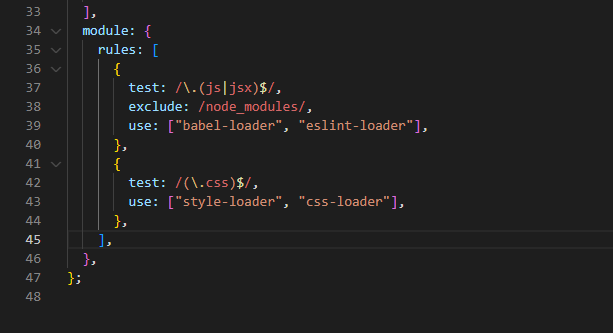 33 ],
34 module: {
35 rules: [
36 {
37 test: /\.(js|jsx)$/,
38 exclude: /node_modules/,
39 use: ["babel-loader", "eslint-loader"],
40 },
41 {
42 test: /(\.css)$/,
43 use: ["style-loader", "css-loader"],
44 },
45 ],
46 },
47 };
48